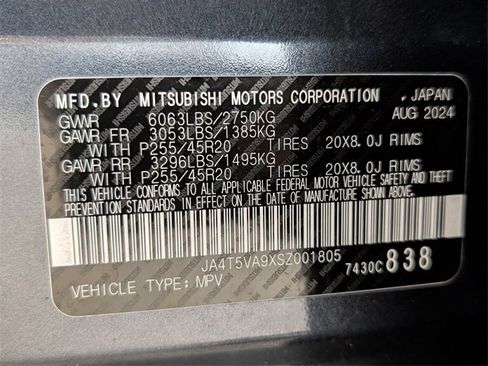 MFD.BY MITSUBISHI MOTORS CORPORATION, JAPAN
GVWR 6063LBS/2750KG AUG 2024
GAWR FR 3053LBS/1385KG
WITH P255/45R20 TIRES 20X8.0J RIMS
GAWR RR 3296LBS/1495KG
WITH P255/45R20 TIRES 20X8.0J RIMS
THIS VEHICLE CONFORMS TO ALL APPLICABLE FEDERAL MOTOR VEHICLE SAFETY AND THEFT
PREVENTION STANDARDS IN EFFECT ON THE DATE OF MANUFACTURE SHOWN ABOVE.
JA4T5VA9XSZ001805
7430C 838
VEHICLE TYPE: MPV